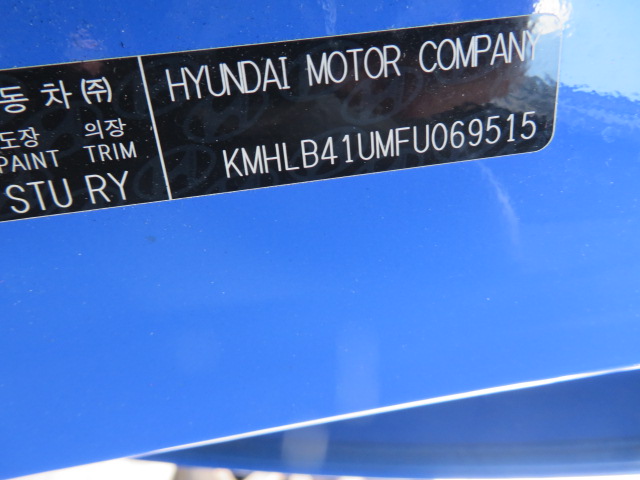 동차㈜
도장 의장
PAINT TRIM
STU RY
HYUNDAI MOTOR COMPANY
KMHLB41UMFU069515